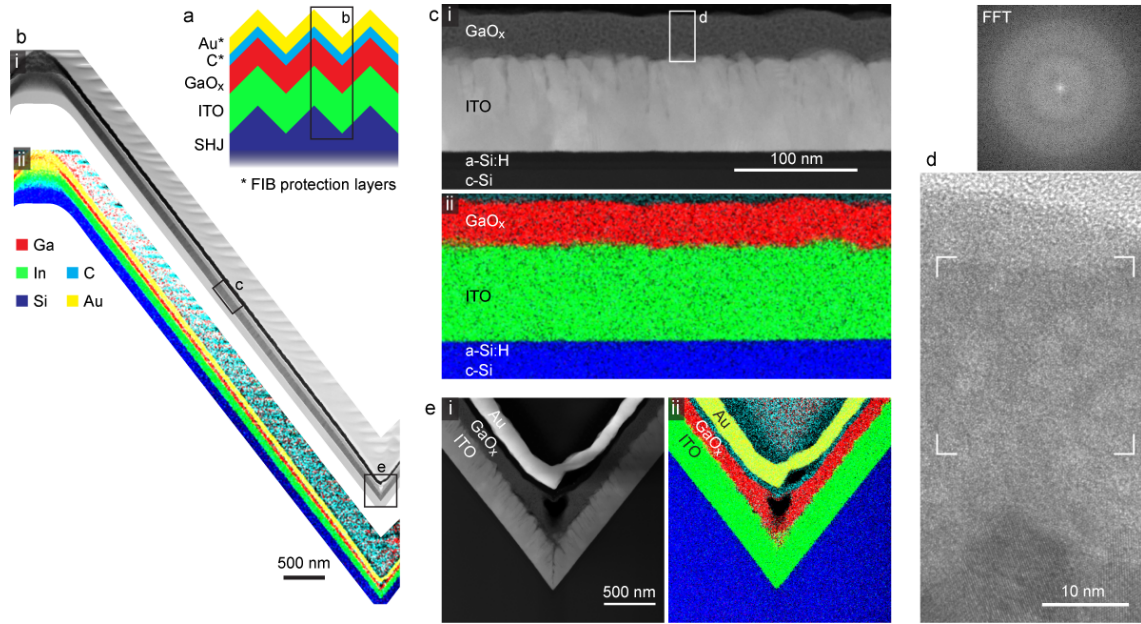 a
b
Au*
C*
GaOₓ
ITO
SHJ
* FIB protection layers
b
i
c
e
ii
Ga
In
C
Si
Au
500 nm
c
i
GaOₓ
d
ITO
a-Si:H
c-Si
100 nm
ii
GaOₓ
ITO
a-Si:H
c-Si
e
i
Au
GaOₓ
ITO
500 nm
ii
Au
GaOₓ
ITO
FFT
d
10 nm